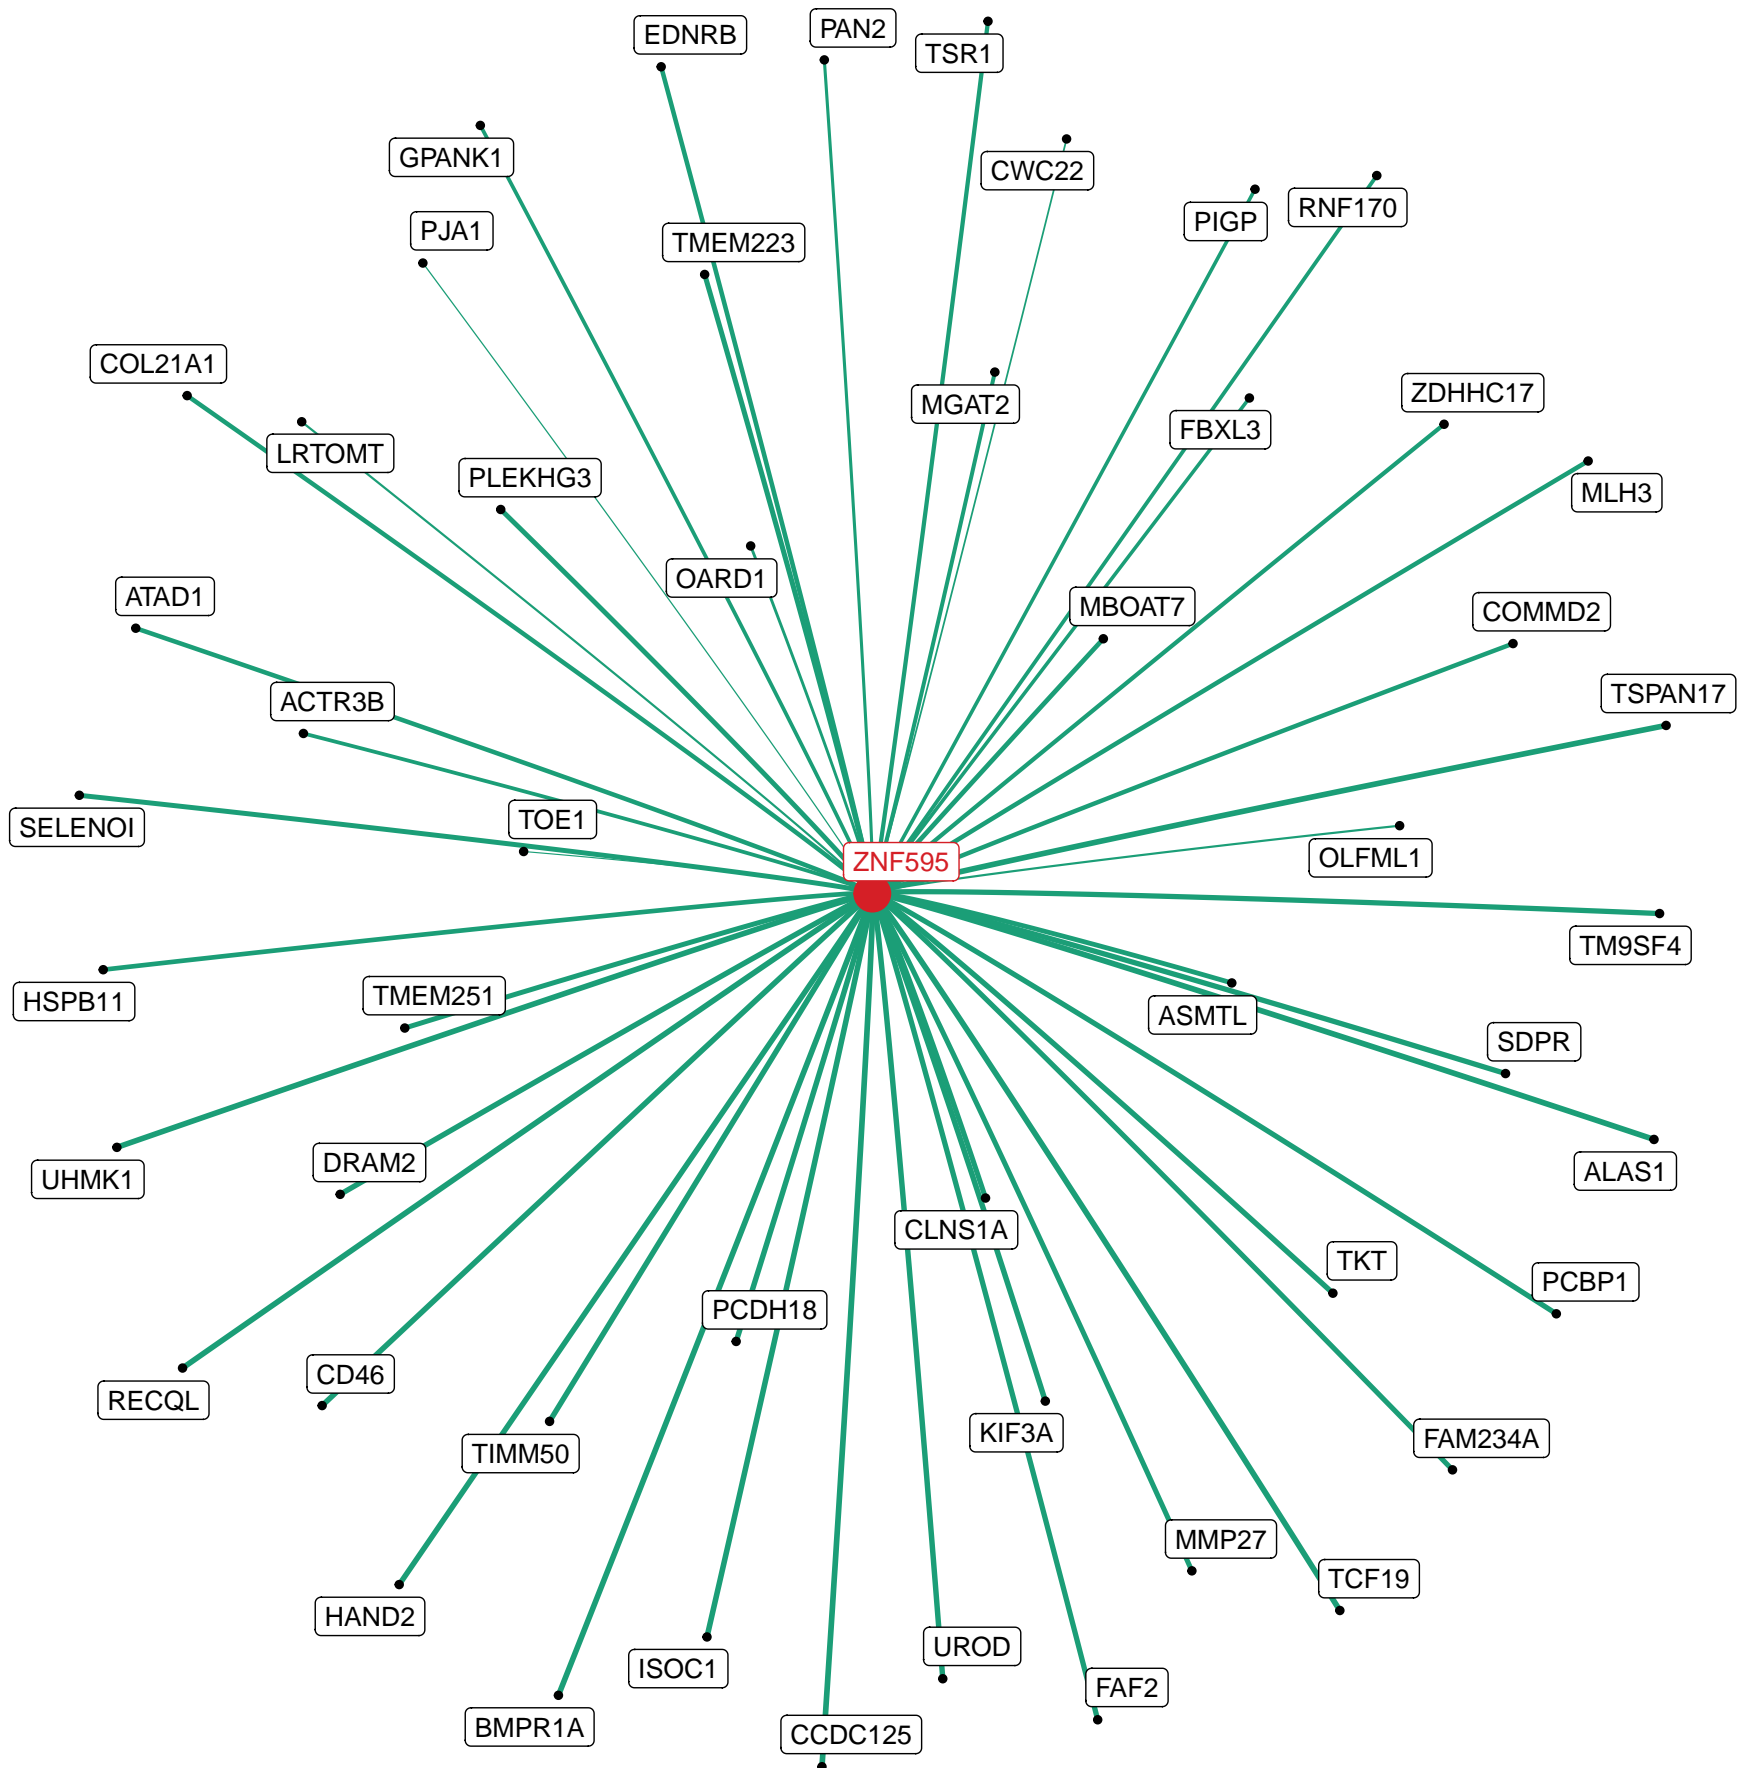 EDNRB
PAN2
TSR1
GPANK1
CWC22
PIGP
RNF170
PJA1
TMEM223
COL21A1
MGAT2
ZDHHC17
FBXL3
LRTOMT
PLEKHG3
MLH3
OARD1
ATAD1
MBOAT7
COMMD2
ACTR3B
TSPAN17
TOE1
SELENOI
ZNF595
OLFML1
TM9SF4
HSPB11
TMEM251
ASMTL
SDPR
UHMK1
DRAM2
ALAS1
CLNS1A
TKT
PCBP1
PCDH18
CD46
RECQL
KIF3A
FAM234A
TIMM50
MMP27
TCF19
HAND2
UROD
ISOC1
FAF2
BMPR1A
CCDC125